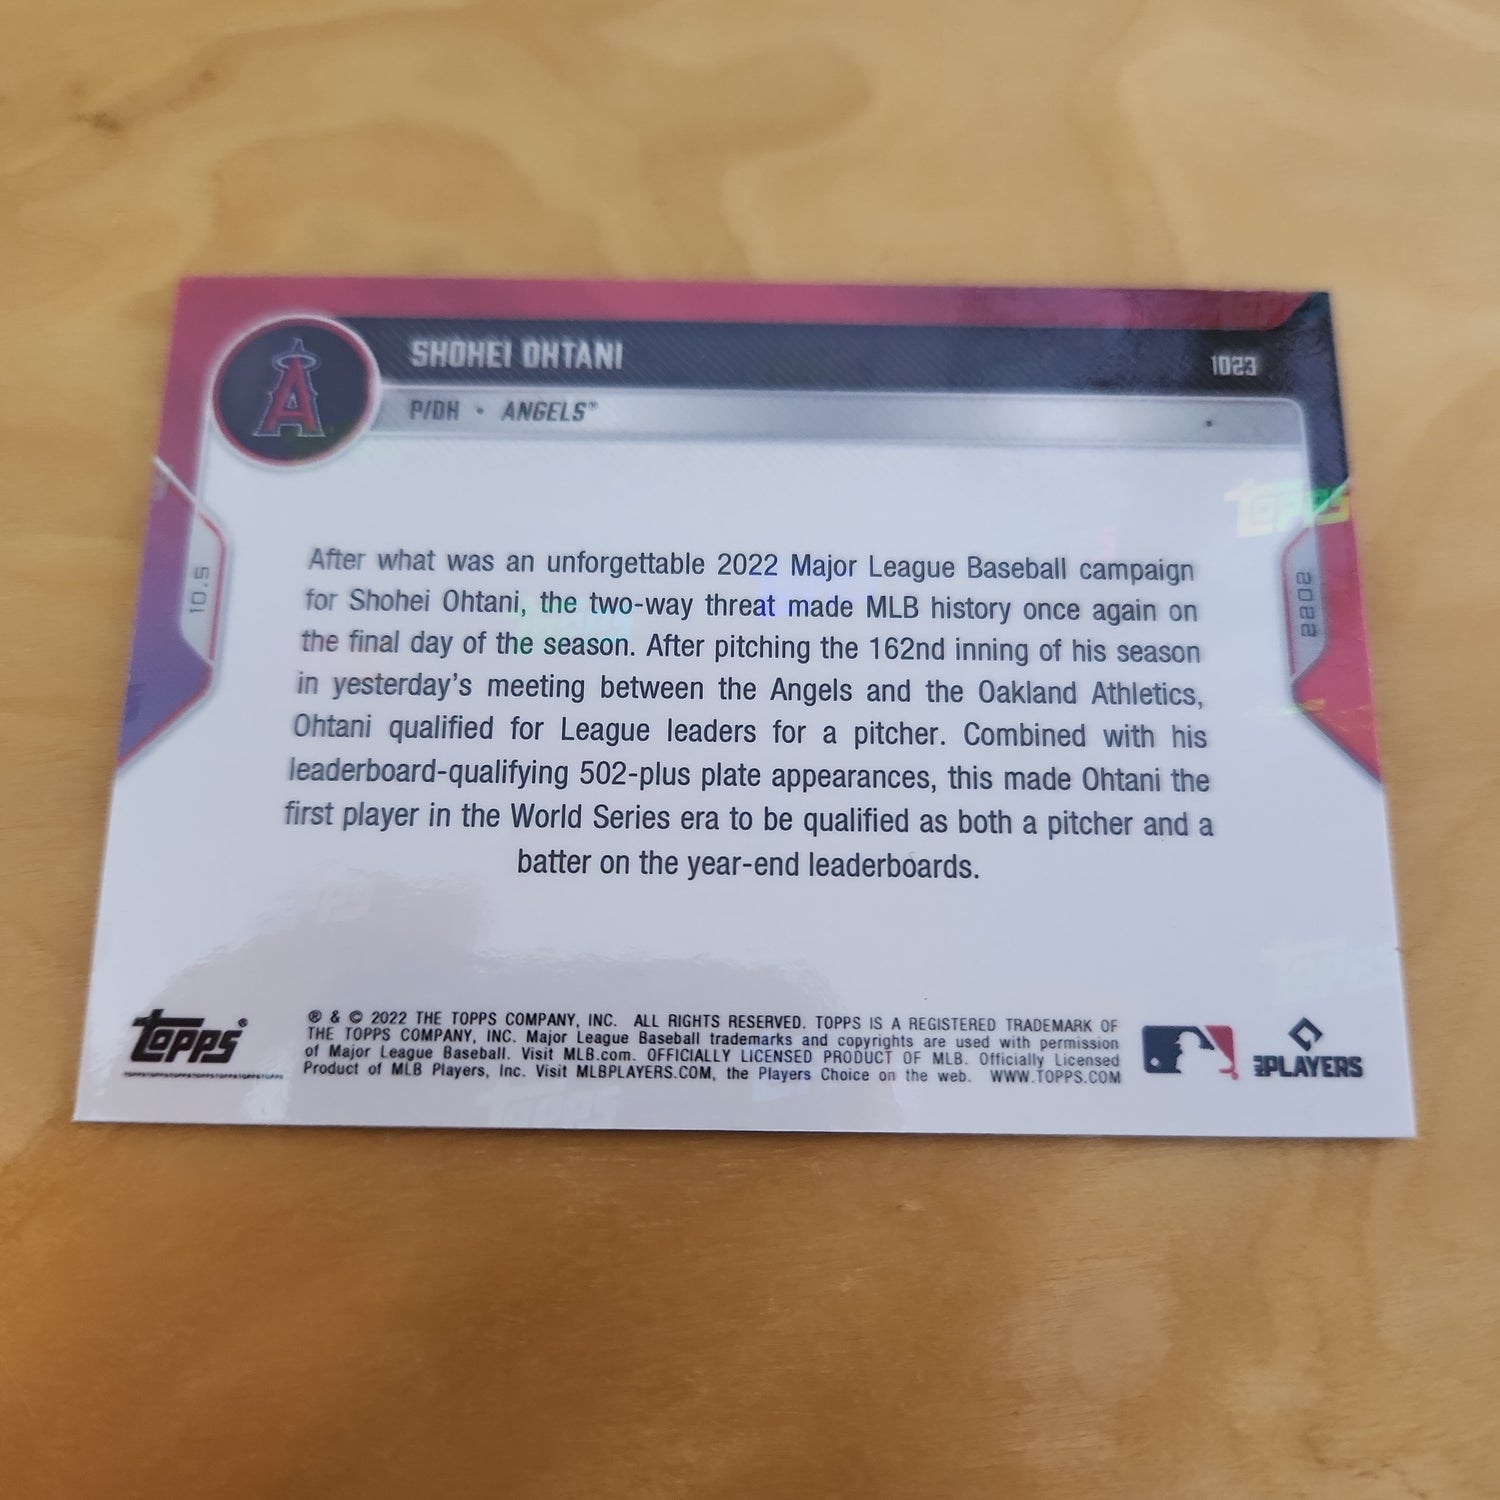 SHOHEI OHTANI
1023
P/DH • ANGELS®
A
10.5
2022
topps
After what was an unforgettable 2022 Major League Baseball campaign
for Shohei Ohtani, the two-way threat made MLB history once again on
the final day of the season. After pitching the 162nd inning of his season
in yesterday's meeting between the Angels and the Oakland Athletics,
Ohtani qualified for League leaders for a pitcher. Combined with his
leaderboard-qualifying 502-plus plate appearances, this made Ohtani the
first player in the World Series era to be qualified as both a pitcher and a
batter on the year-end leaderboards.
topps®
® & © 2022 THE TOPPS COMPANY, INC. ALL RIGHTS RESERVED. TOPPS IS A REGISTERED TRADEMARK OF
THE TOPPS COMPANY, INC. Major League Baseball trademarks and copyrights are used with permission
of Major League Baseball. Visit MLB.com. OFFICIALLY LICENSED PRODUCT OF MLB. Officially Licensed
Product of MLB Players, Inc. Visit MLBPLAYERS.COM, the Players Choice on the web. WWW.TOPPS.COM
MLB PLAYERS